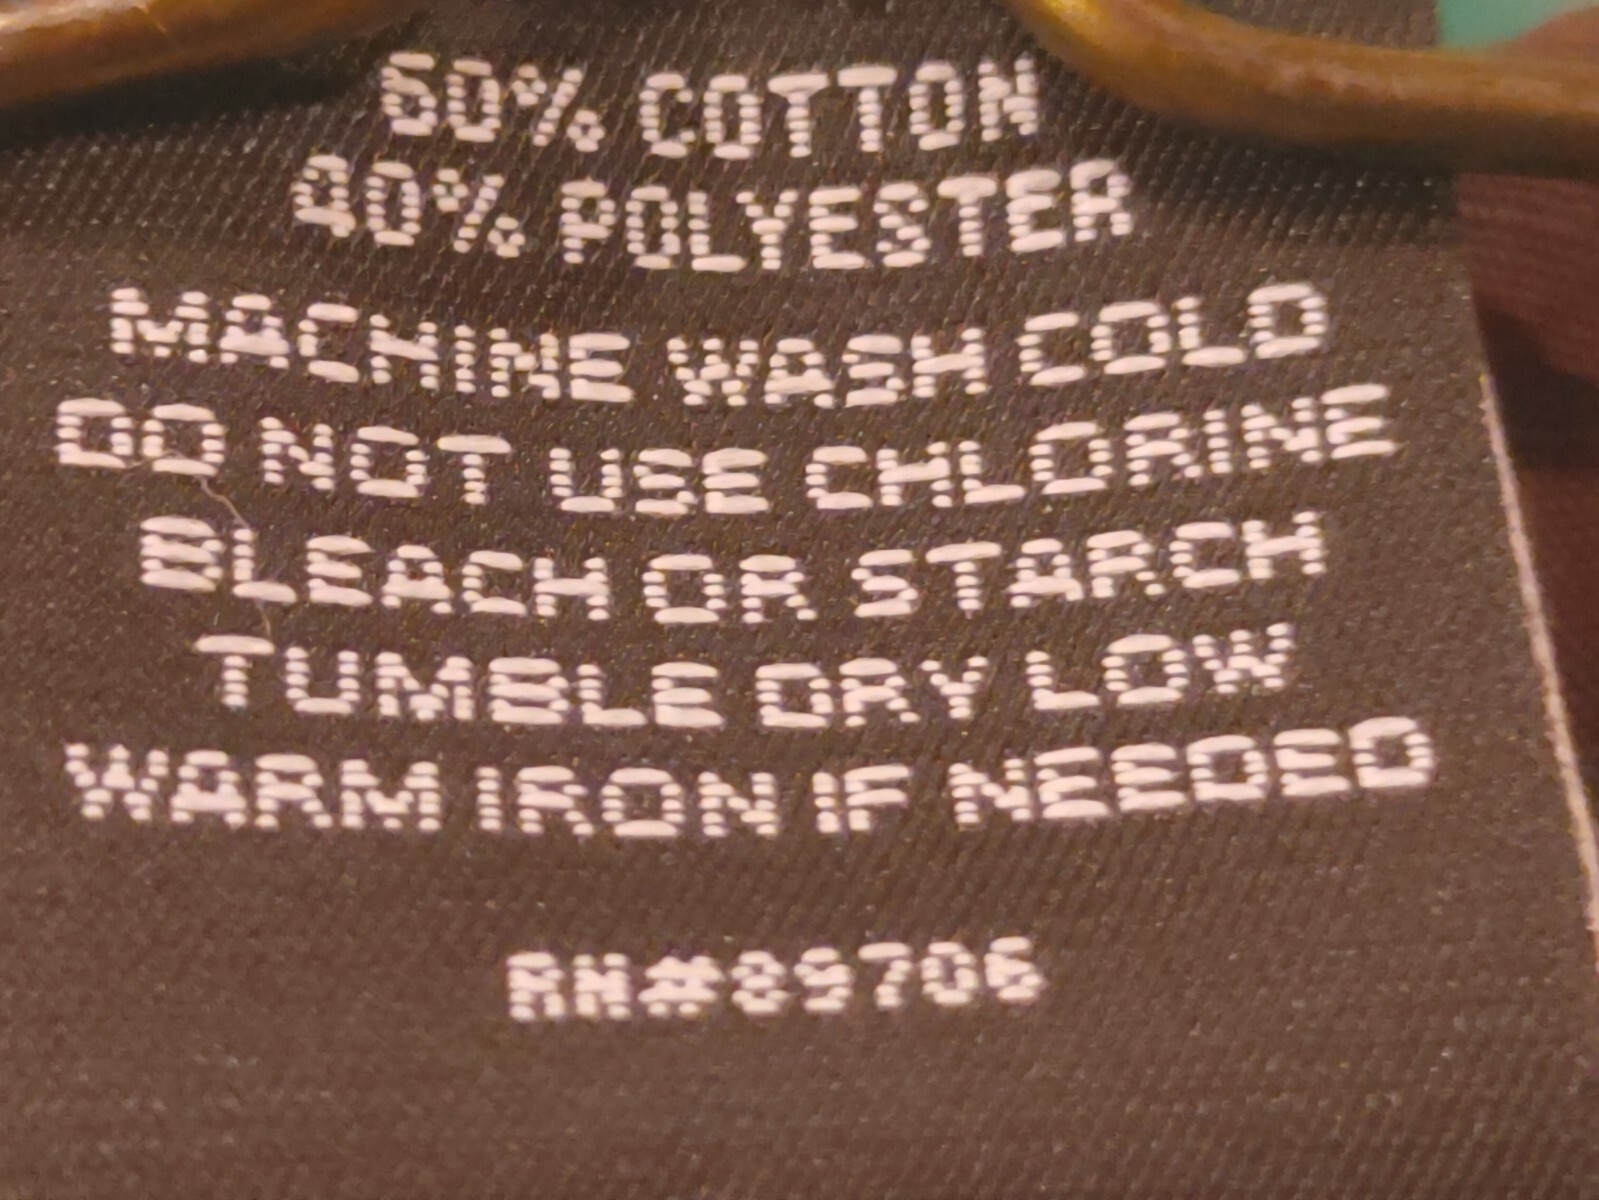 60% COTTON
40% POLYESTER
MACHINE WASH COLD
DO NOT USE CHLORINE
BLEACH OR STARCH
TUMBLE DRY LOW
WARM IRON IF NEEDED
RN#89706